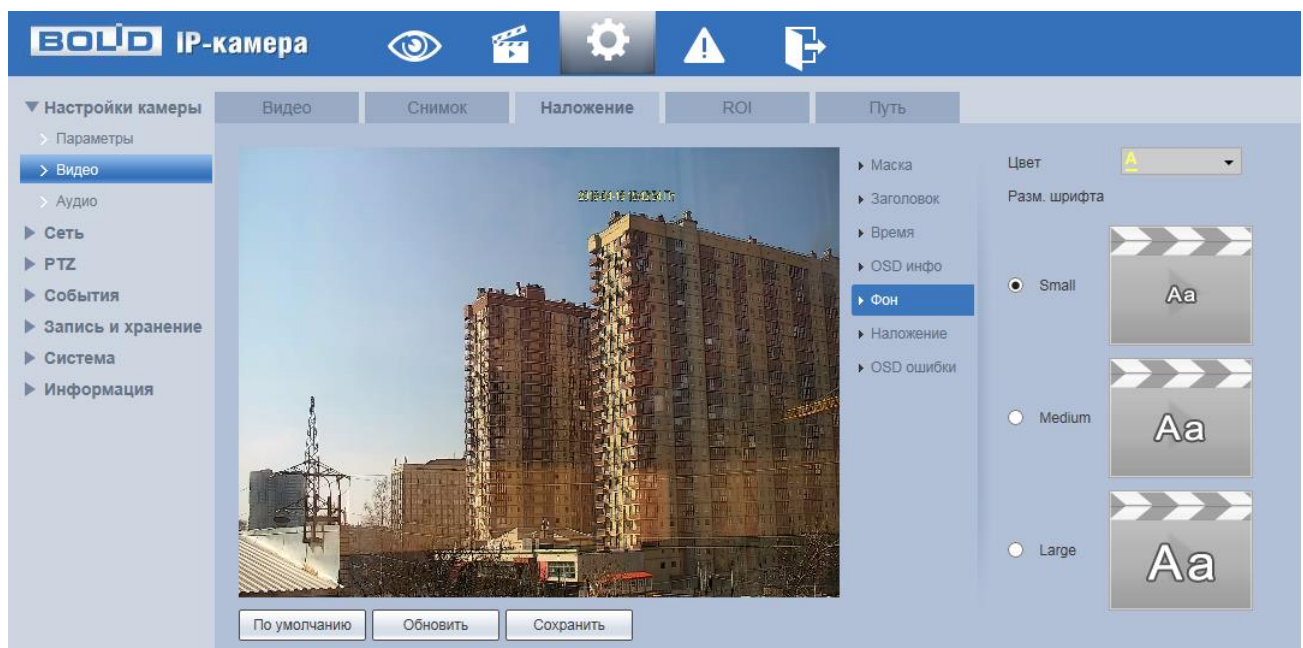 BOLID IP-камера
Настройки камеры
Параметры
Видео
Аудио
Сеть
PTZ
События
Запись и хранение
Система
Информация
Видео
Снимок
Наложение
ROI
Путь
Маска
Заголовок
Время
OSD инфо
Фон
Наложение
OSD ошибки
Цвет
A
Разм. шрифта
Small
Aa
Medium
Aa
Large
Aa
По умолчанию
Обновить
Сохранить